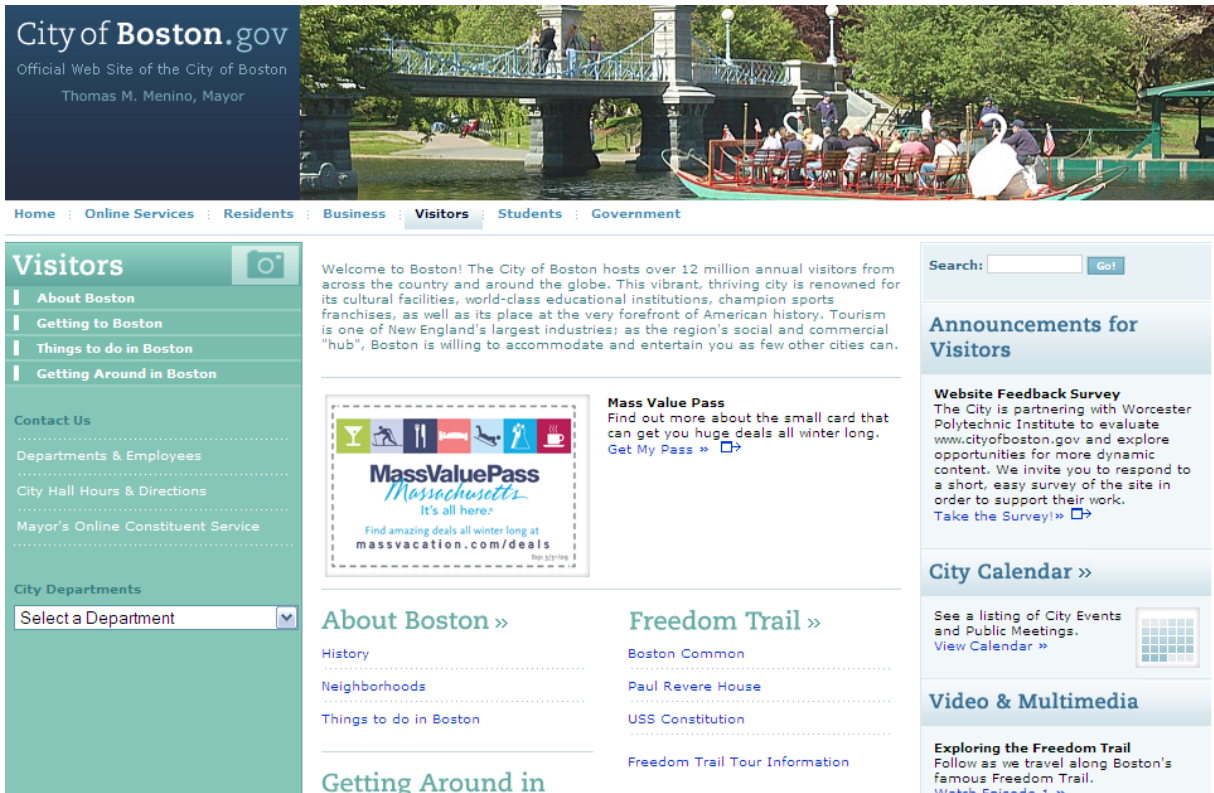 City of Boston.gov
Official Web Site of the City of Boston
Thomas M. Menino, Mayor
Home
Online Services
Residents
Business
Visitors
Students
Government
Visitors
About Boston
Getting to Boston
Things to do in Boston
Getting Around in Boston
Contact Us
Departments & Employees
City Hall Hours & Directions
Mayor's Online Constituent Service
City Departments
Select a Department
Welcome to Boston! The City of Boston hosts over 12 million annual visitors from
across the country and around the globe. This vibrant, thriving city is renowned for
its cultural facilities, world-class educational institutions, champion sports
franchises, as well as its place at the very forefront of American history. Tourism
is one of New England's largest industries; as the region's social and commercial
"hub", Boston is willing to accommodate and entertain you as few other cities can.
MassValuePass
Massachusetts
It's all here.
Find amazing deals all winter long at
massvacation.com/deals
Exp: 3/31/09
Mass Value Pass
Find out more about the small card that
can get you huge deals all winter long.
Get My Pass »
About Boston »
History
Neighborhoods
Things to do in Boston
Getting Around in
Freedom Trail »
Boston Common
Paul Revere House
USS Constitution
Freedom Trail Tour Information
Search:
Go!
Announcements for
Visitors
Website Feedback Survey
The City is partnering with Worcester
Polytechnic Institute to evaluate
www.cityofboston.gov and explore
opportunities for more dynamic
content. We invite you to respond to
a short, easy survey of the site in
order to support their work.
Take the Survey!»
City Calendar »
See a listing of City Events
and Public Meetings.
View Calendar »
Video & Multimedia
Exploring the Freedom Trail
Follow as we travel along Boston's
famous Freedom Trail.
Watch Episode 1 »